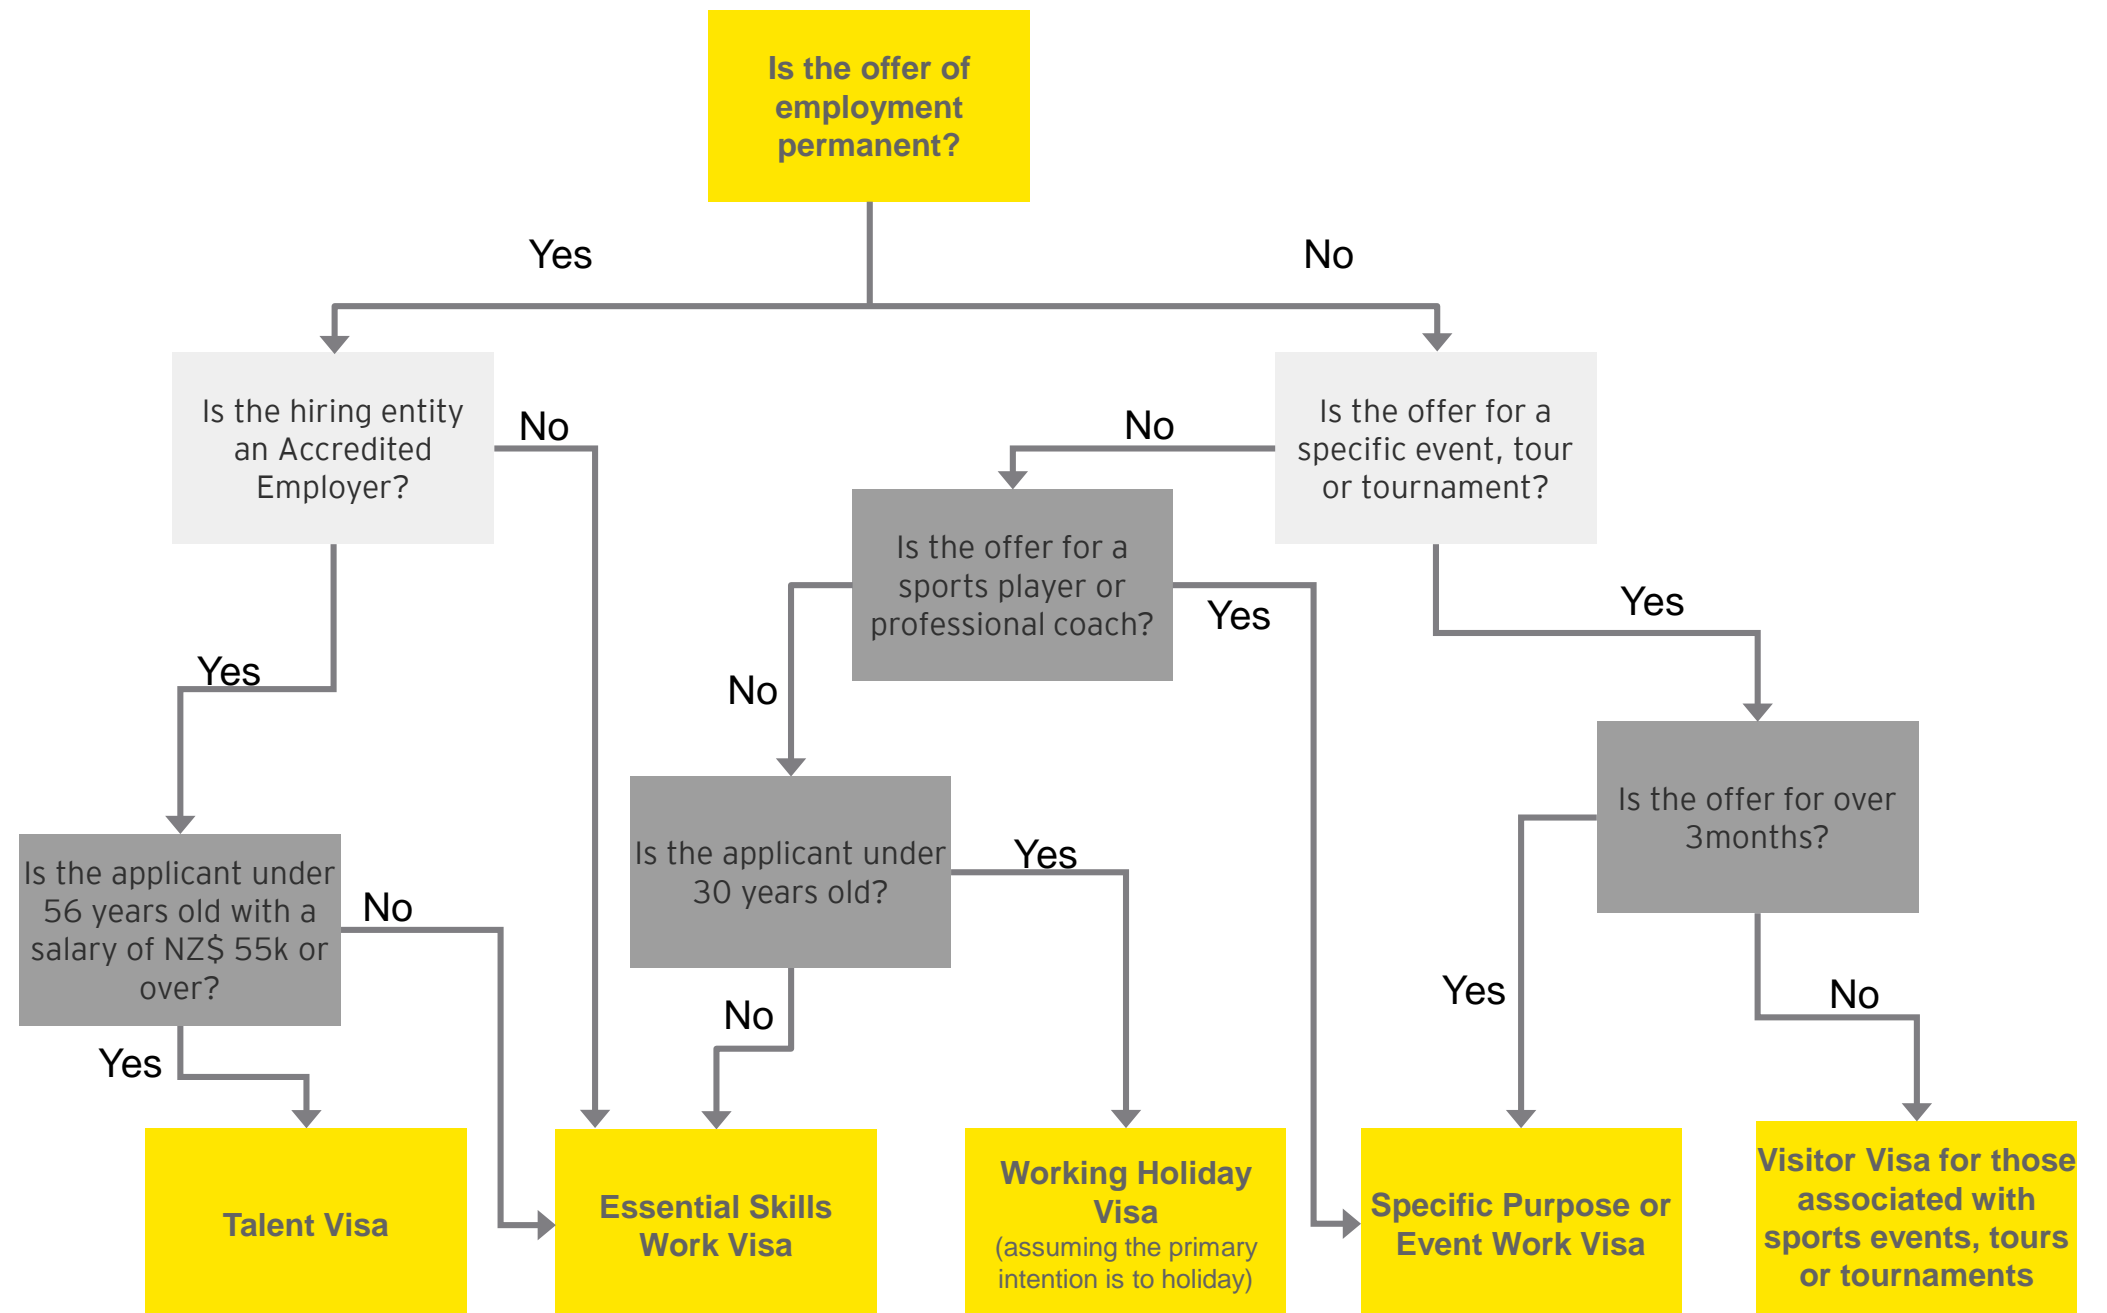 Is the offer of
employment
permanent?
Yes
No
Is the hiring entity
an Accredited
Employer?
No
No
Is the offer for a
specific event, tour
or tournament?
Is the offer for a
sports player or
professional coach?
Yes
Yes
Yes
No
Is the offer for over
3months?
Is the applicant under
56 years old with a
salary of NZ$ 55k or
over?
No
Is the applicant under
30 years old?
Yes
Yes
No
No
Yes
Talent Visa
Essential Skills
Work Visa
Working Holiday
Visa
(assuming the primary
intention is to holiday)
Specific Purpose or
Event Work Visa
Visitor Visa for those
associated with
sports events, tours
or tournaments